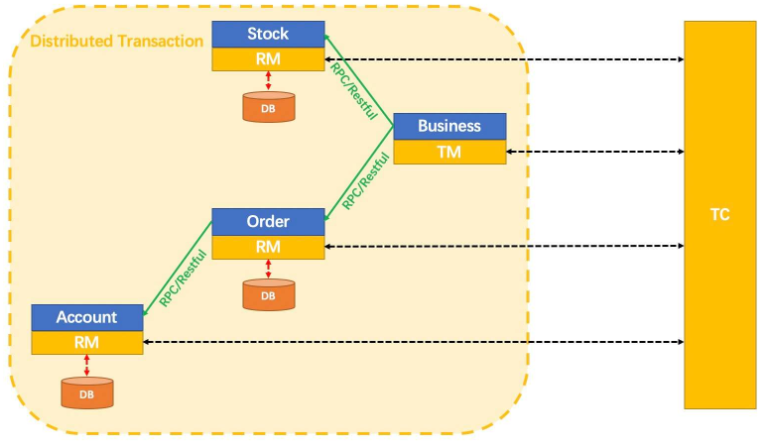 Distributed Transaction
Stock
RM
DB
RPC/Restful
Business
TM
RPC/Restful
Order
RM
DB
RPC/Restful
Account
RM
DB
TC